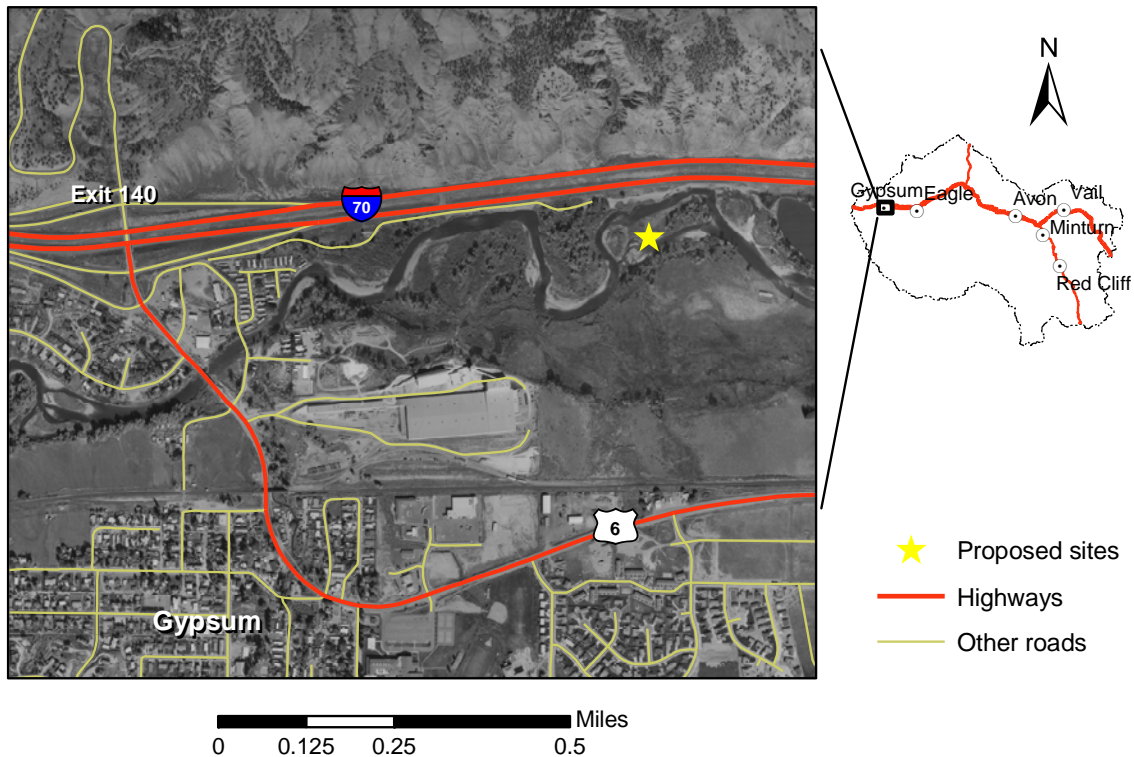 Exit 140
70
6
Gypsum
N
Gypsum
Eagle
Avon
Vail
Minturn
Red Cliff
Proposed sites
Highways
Other roads
Miles
0 0.125 0.25 0.5